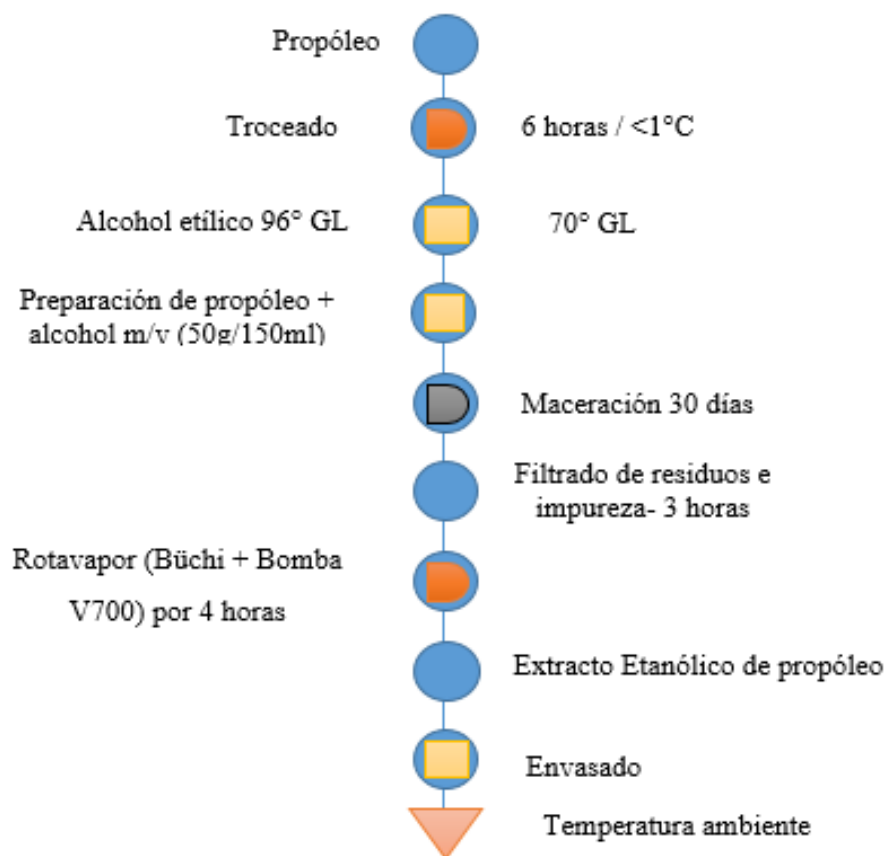 Propóleo
Troceado
6 horas / <1°C
Alcohol etílico 96° GL
70° GL
Preparación de propóleo +
alcohol m/v (50g/150ml)
Maceración 30 días
Filtrado de residuos e
impureza- 3 horas
Rotavapor (Büchi + Bomba
V700) por 4 horas
Extracto Etanólico de propóleo
Envasado
Temperatura ambiente